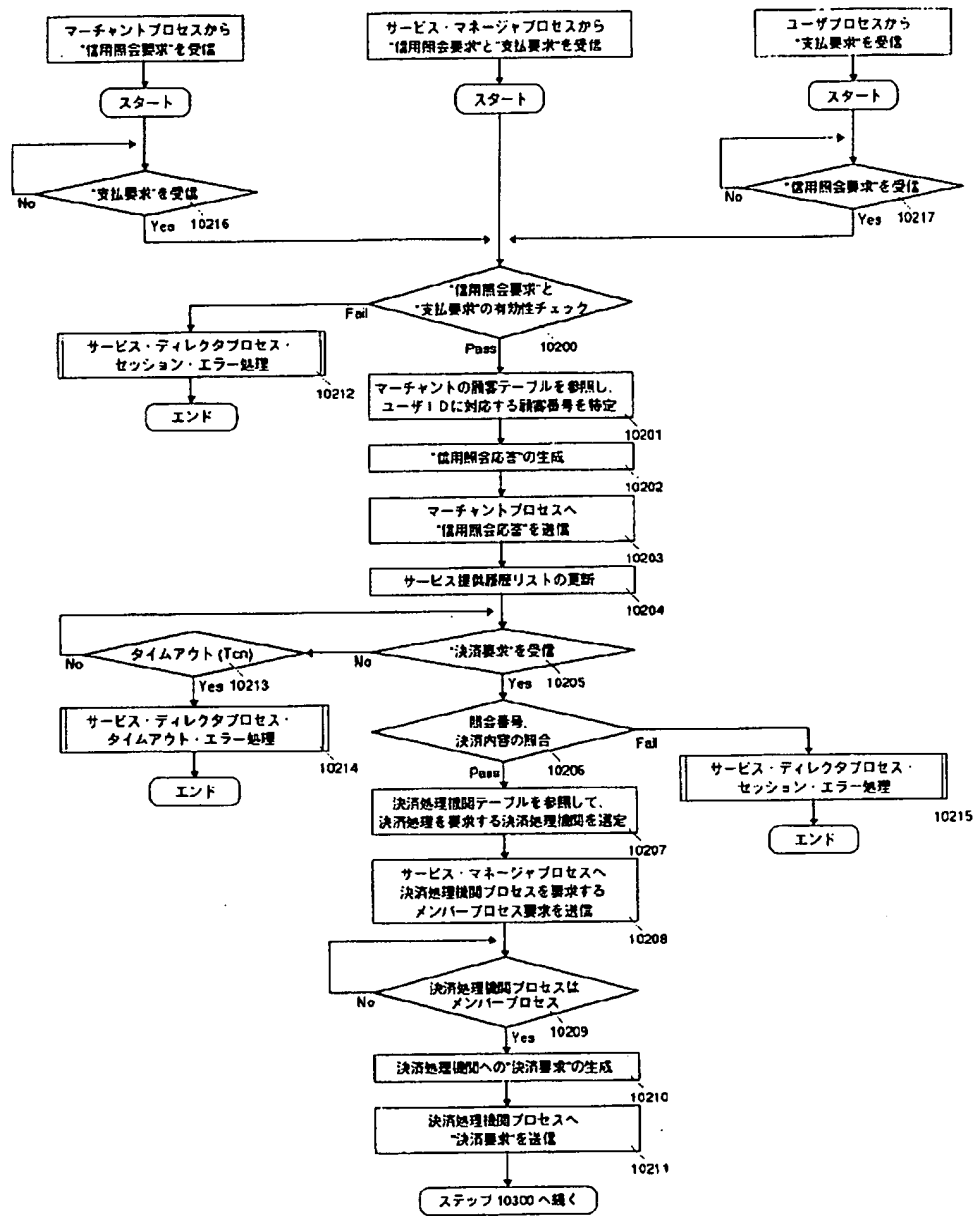 マーチャントプロセスから
"信用照会要求"を受信
サービス・マネージャプロセスから
"信用照会要求"と"支払要求"を受信
ユーザプロセスから
"支払要求"を受信
スタート
スタート
スタート
"支払要求"を受信
No
10216
Yes
"信用照会要求"を受信
No
10217
Yes
"信用照会要求"と
"支払要求"の有効性チェック
Fail
10200
Pass
サービス・ディレクタプロセス・
セッション・エラー処理
10212
エンド
マーチャントの顧客テーブルを参照し、
ユーザIDに対応する顧客番号を特定
10201
"信用照会応答"の生成
10202
マーチャントプロセスへ
"信用照会応答"を送信
10203
サービス提供履歴リストの更新
10204
タイムアウト(Tcn)
No
Yes
10213
"決済要求"を受信
No
10205
Yes
サービス・ディレクタプロセス・
タイムアウト・エラー処理
10214
エンド
照会番号、
決済内容の照合
Fail
10206
Pass
サービス・ディレクタプロセス・
セッション・エラー処理
10215
エンド
決済処理機関テーブルを参照して、
決済処理を要求する決済処理機関を選定
10207
サービス・マネージャプロセスへ
決済処理機関プロセスを要求する
メンバープロセス要求を送信
10208
決済処理機関プロセスは
メンバープロセス
No
10209
Yes
決済処理機関への"決済要求"の生成
10210
決済処理機関プロセスへ
"決済要求"を送信
10211
ステップ 10300 へ続く